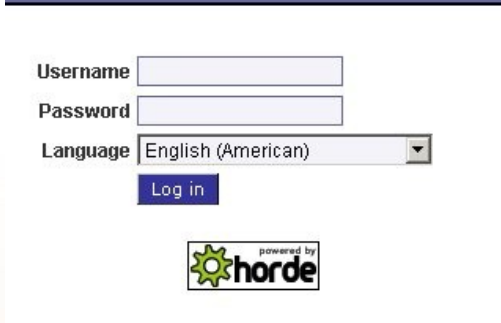 Username
Password
Language English (American)
Log in
powered by
horde